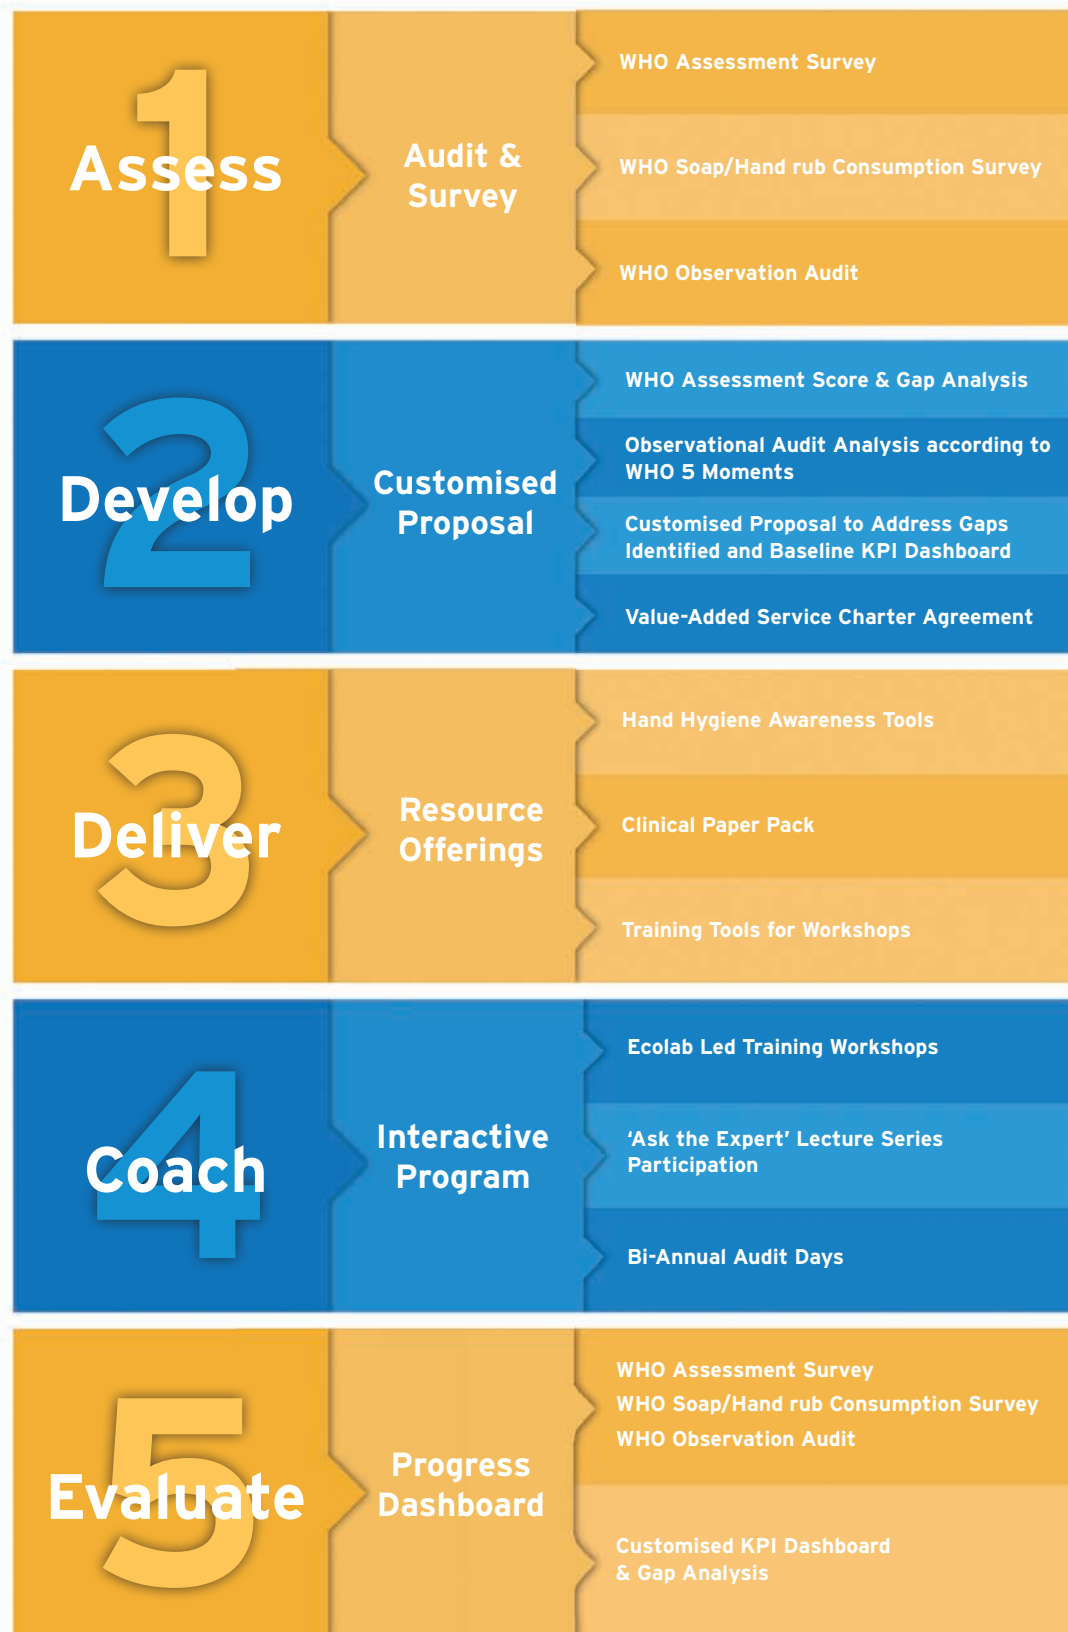 1
Assess
Audit &
Survey
WHO Assessment Survey
WHO Soap/Hand rub Consumption Survey
WHO Observation Audit
2
Develop
Customised
Proposal
WHO Assessment Score & Gap Analysis
Observational Audit Analysis according to
WHO 5 Moments
Customised Proposal to Address Gaps
Identified and Baseline KPI Dashboard
Value-Added Service Charter Agreement
3
Deliver
Resource
Offerings
Hand Hygiene Awareness Tools
Clinical Paper Pack
Training Tools for Workshops
4
Coach
Interactive
Program
Ecolab Led Training Workshops
‘Ask the Expert’ Lecture Series
Participation
Bi-Annual Audit Days
5
Evaluate
Progress
Dashboard
WHO Assessment Survey
WHO Soap/Hand rub Consumption Survey
WHO Observation Audit
Customised KPI Dashboard
& Gap Analysis